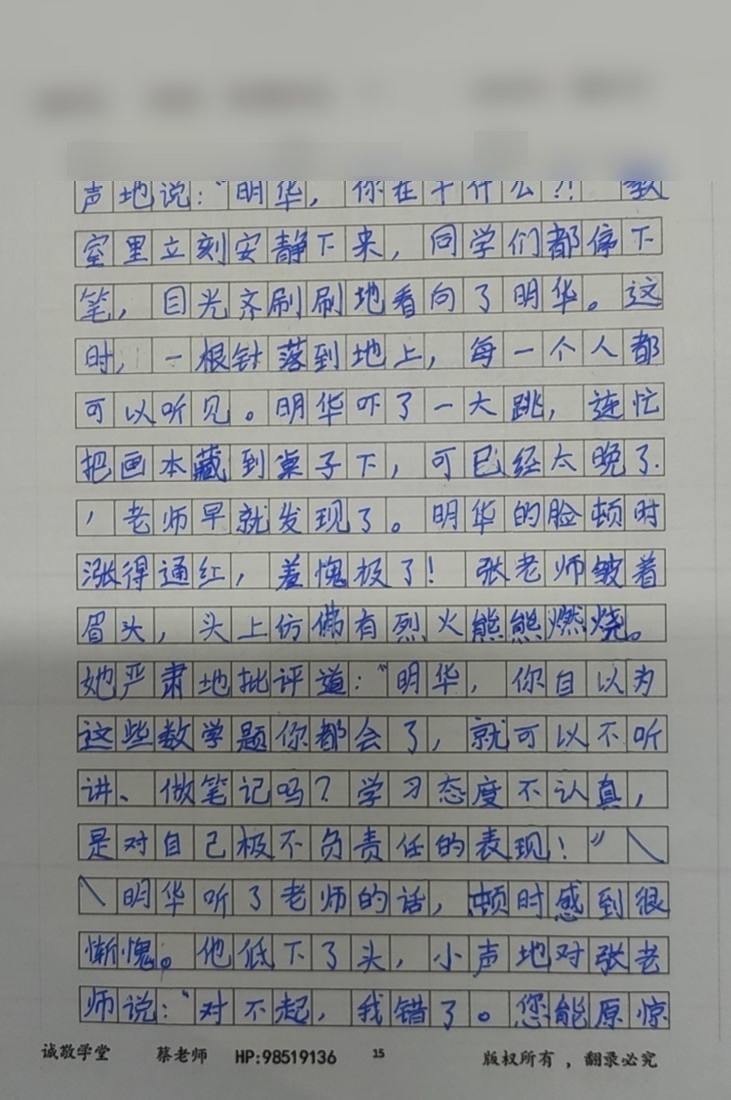 声地说：“明华，你在干什么？！ 教
室里立刻安静下来，同学们都停下
笔，目光齐刷刷地看向了明华。这
时，一根针落到地上，每一个人都
可以听见。明华吓了一大跳，连忙
把画本藏到桌子下，可已经太晚了.
，老师早就发现了。明华的脸顿时
涨得通红，羞愧极了！张老师皱着
眉头，头上仿佛有烈火熊熊燃烧。
她严肃地批评道：“明华，你自以为
这些数学题你都会了，就可以不听
讲、做笔记吗？学习态度不认真，
是对自己极不负责任的表现！”
明华听了老师的话，顿时感到很
惭愧。他低下了头，小声地对张老
师说：“对不起，我错了。您能原惊
诚敬学堂 蔡老师 HP:98519136 15 版权所有，翻录必究